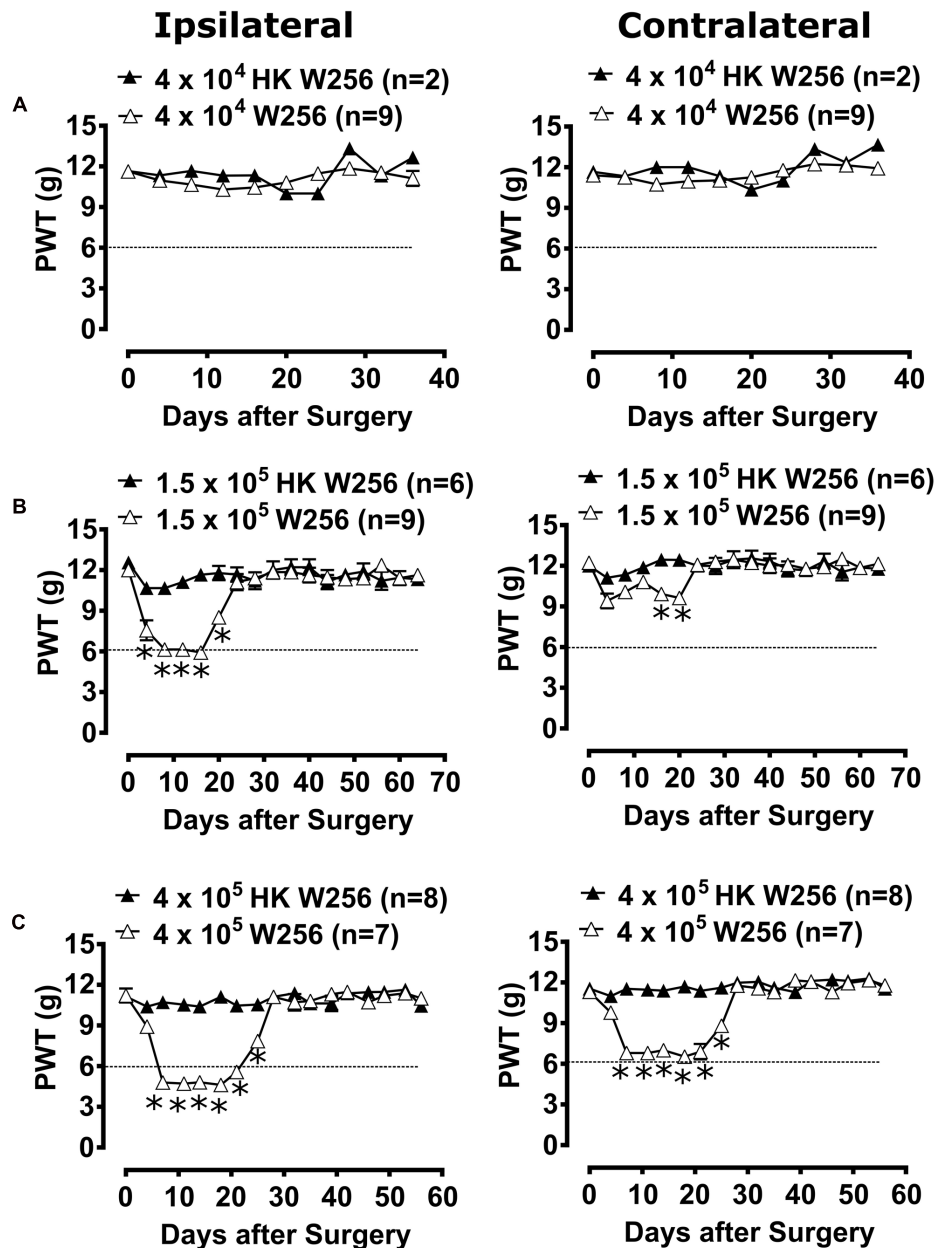 Ipsilateral
Contralateral
A
4 x 10⁴ HK W256 (n=2)
4 x 10⁴ W256 (n=9)
15
12
9
6
3
0
PWT (g)
0 10 20 30 40
Days after Surgery
4 x 10⁴ HK W256 (n=2)
4 x 10⁴ W256 (n=9)
15
12
9
6
3
0
PWT (g)
0 10 20 30 40
Days after Surgery
B
1.5 x 10⁵ HK W256 (n=6)
1.5 x 10⁵ W256 (n=9)
15
12
9
6
3
0
PWT (g)
* * * * *
0 10 20 30 40 50 60 70
Days after Surgery
1.5 x 10⁵ HK W256 (n=6)
1.5 x 10⁵ W256 (n=9)
15
12
9
6
3
0
PWT (g)
* *
0 10 20 30 40 50 60 70
Days after Surgery
C
4 x 10⁵ HK W256 (n=8)
4 x 10⁵ W256 (n=7)
15
12
9
6
3
0
PWT (g)
* * * * * *
0 10 20 30 40 50 60
Days after Surgery
4 x 10⁵ HK W256 (n=8)
4 x 10⁵ W256 (n=7)
15
12
9
6
3
0
PWT (g)
* * * * * *
0 10 20 30 40 50 60
Days after Surgery